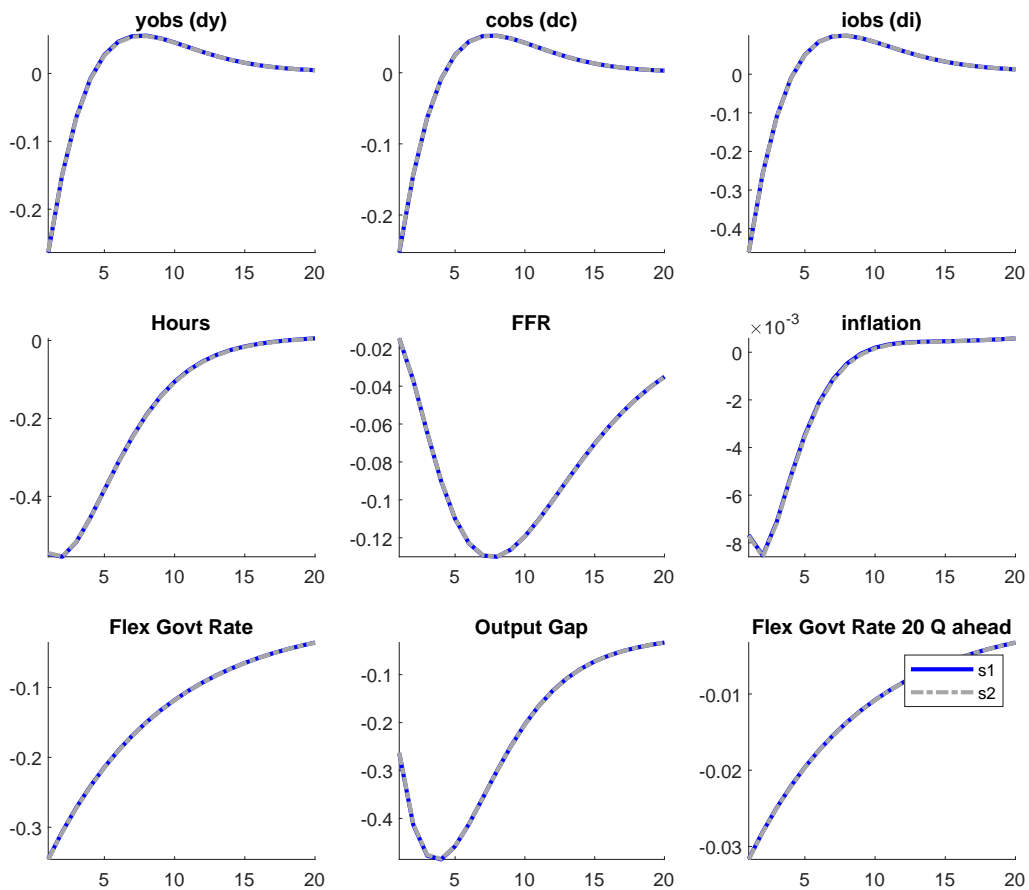 yobs (dy)
cobs (dc)
iobs (di)
0
-0.1
-0.2
5 10 15 20
0
-0.1
-0.2
5 10 15 20
0
-0.1
-0.2
-0.3
-0.4
5 10 15 20
Hours
FFR
inflation
×10-3
0
-0.2
-0.4
5 10 15 20
-0.02
-0.04
-0.06
-0.08
-0.1
-0.12
5 10 15 20
0
-2
-4
-6
-8
5 10 15 20
Flex Govt Rate
Output Gap
Flex Govt Rate 20 Q ahead
-0.1
-0.2
-0.3
5 10 15 20
-0.1
-0.2
-0.3
-0.4
5 10 15 20
s1
s2
-0.01
-0.02
-0.03
5 10 15 20